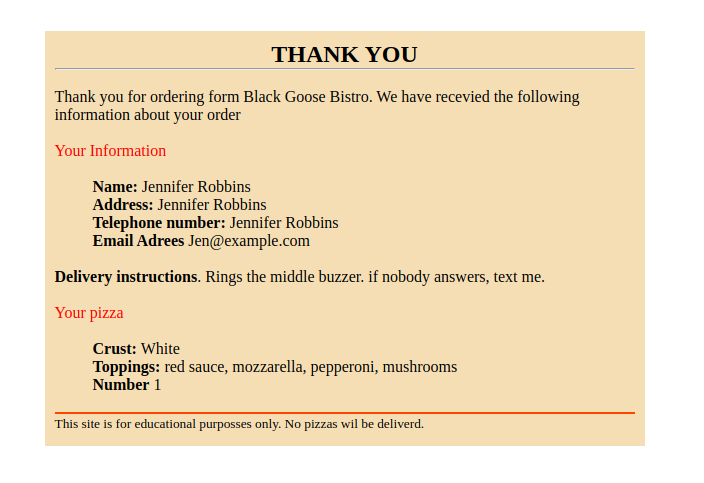 THANK YOU
Thank you for ordering form Black Goose Bistro. We have recevied the following
information about your order
Your Information
Name: Jennifer Robbins
Address: Jennifer Robbins
Telephone number: Jennifer Robbins
Email Adrees Jen@example.com
Delivery instructions. Rings the middle buzzer. if nobody answers, text me.
Your pizza
Crust: White
Toppings: red sauce, mozzarella, pepperoni, mushrooms
Number 1
This site is for educational purposses only. No pizzas wil be deliverd.